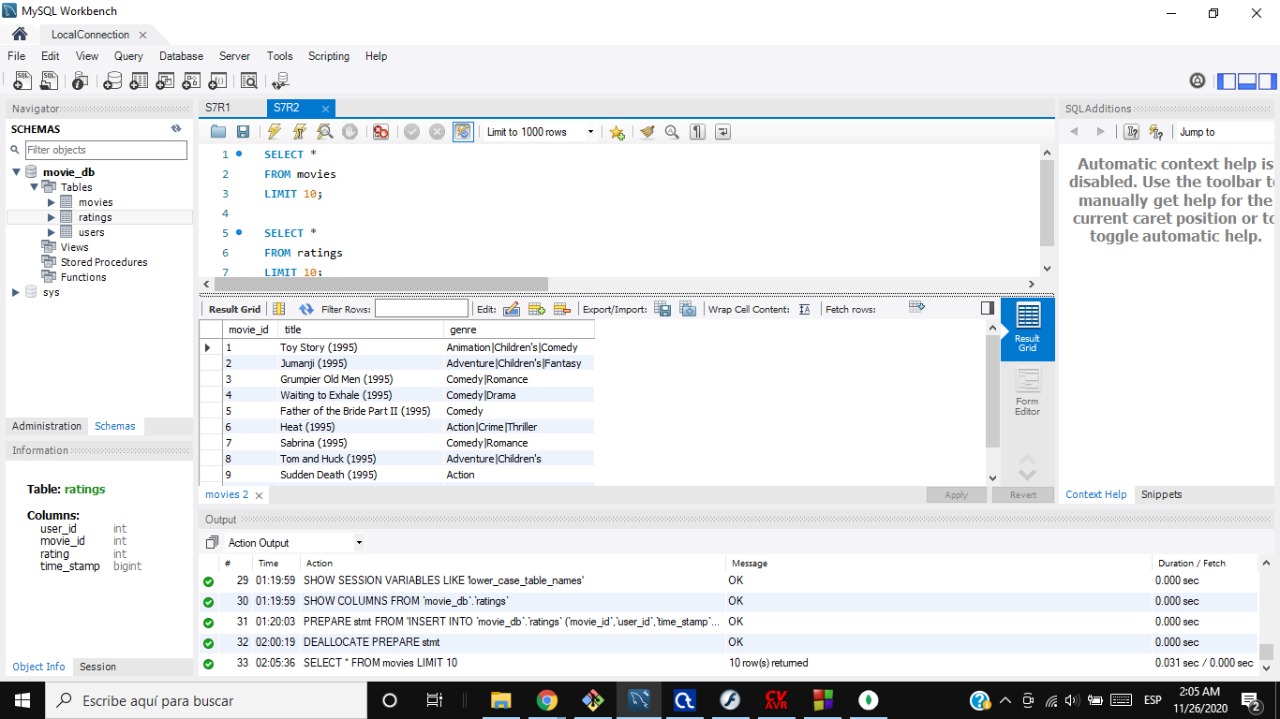 MySQL Workbench
LocalConnection
File Edit View Query Database Server Tools Scripting Help
Navigator
SCHEMAS
Filter objects
movie_db
Tables
movies
ratings
users
Views
Stored Procedures
Functions
sys
Administration Schemas
Information
Table: ratings
Columns:
user_id int
movie_id int
rating int
time_stamp bigint
Object Info Session
S7R1 S7R2
Limit to 1000 rows
1 SELECT *
2 FROM movies
3 LIMIT 10;
4
5 SELECT *
6 FROM ratings
7 LIMIT 10;
Result Grid Filter Rows: Edit: Export/Import: Wrap Cell Content: Fetch rows:
movie_id title genre
1 Toy Story (1995) Animation|Children's|Comedy
2 Jumanji (1995) Adventure|Children's|Fantasy
3 Grumpier Old Men (1995) Comedy|Romance
4 Waiting to Exhale (1995) Comedy|Drama
5 Father of the Bride Part II (1995) Comedy
6 Heat (1995) Action|Crime|Thriller
7 Sabrina (1995) Comedy|Romance
8 Tom and Huck (1995) Adventure|Children's
9 Sudden Death (1995) Action
Result
Grid
Form
Editor
movies 2
Apply Revert
SQLAdditions
Jump to
Automatic context help is
disabled. Use the toolbar t
manually get help for the
current caret position or to
toggle automatic help.
Context Help Snippets
Output
Action Output
# Time Action Message Duration / Fetch
29 01:19:59 SHOW SESSION VARIABLES LIKE 'lower_case_table_names' OK 0.000 sec
30 01:19:59 SHOW COLUMNS FROM `movie_db`.`ratings` OK 0.000 sec
31 01:20:03 PREPARE stmt FROM 'INSERT INTO `movie_db`.`ratings` (`movie_id`,`user_id`,`time_stamp`... OK 0.000 sec
32 02:00:19 DEALLOCATE PREPARE stmt OK 0.000 sec
33 02:05:36 SELECT * FROM movies LIMIT 10 10 row(s) returned 0.031 sec / 0.000 sec
Escribe aquí para buscar
CV
AVR
ESP
2:05 AM
11/26/2020
2